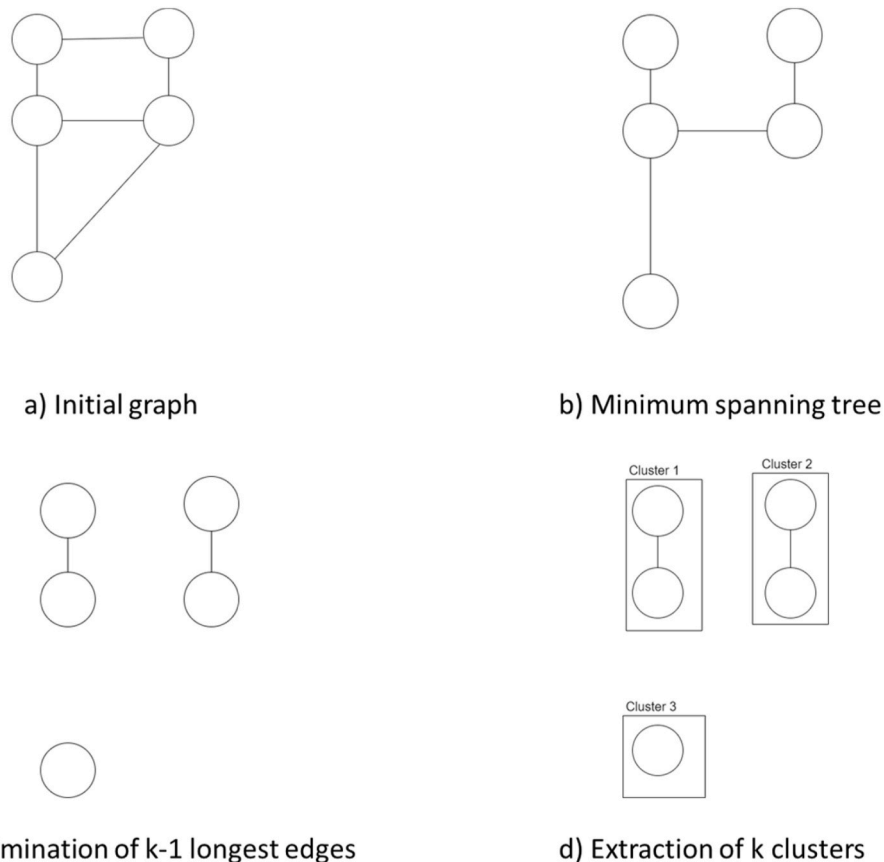 a) Initial graph
b) Minimum spanning tree
Cluster 1
Cluster 2
Cluster 3
mination of k-1 longest edges
d) Extraction of k clusters